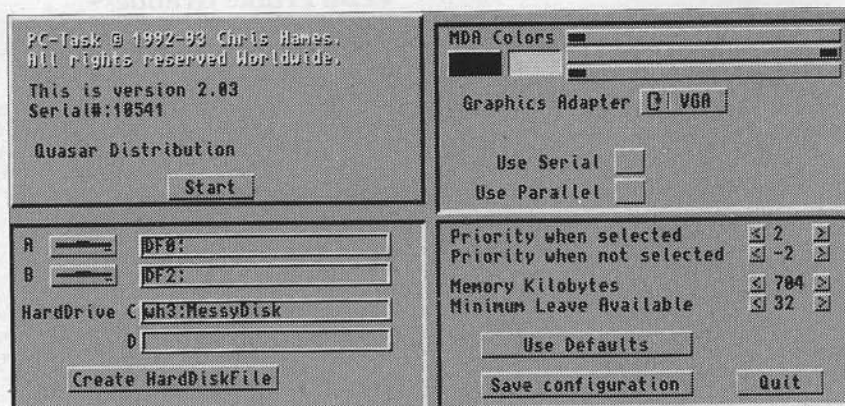 PC-Task © 1992-93 Chris Hames.
All rights reserved Worldwide.
This is version 2.03
Serial#:10541
Quasar Distribution
Start
MDA Colors
Graphics Adapter VGA
Use Serial
Use Parallel
A DF0:
B DF2:
HardDrive C wh3:MessyDisk
D
Create HardDiskFile
Priority when selected < 2 >
Priority when not selected < -2 >
Memory Kilobytes < 704 >
Minimum Leave Available < 32 >
Use Defaults
Save configuration Quit